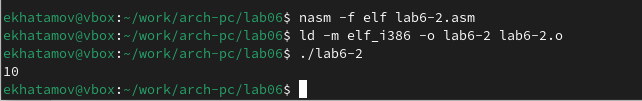 ekhatamov@vbox:~/work/arch-pc/lab06$ nasm -f elf lab6-2.asm
ekhatamov@vbox:~/work/arch-pc/lab06$ ld -m elf_i386 -o lab6-2 lab6-2.o
ekhatamov@vbox:~/work/arch-pc/lab06$ ./lab6-2
10
ekhatamov@vbox:~/work/arch-pc/lab06$